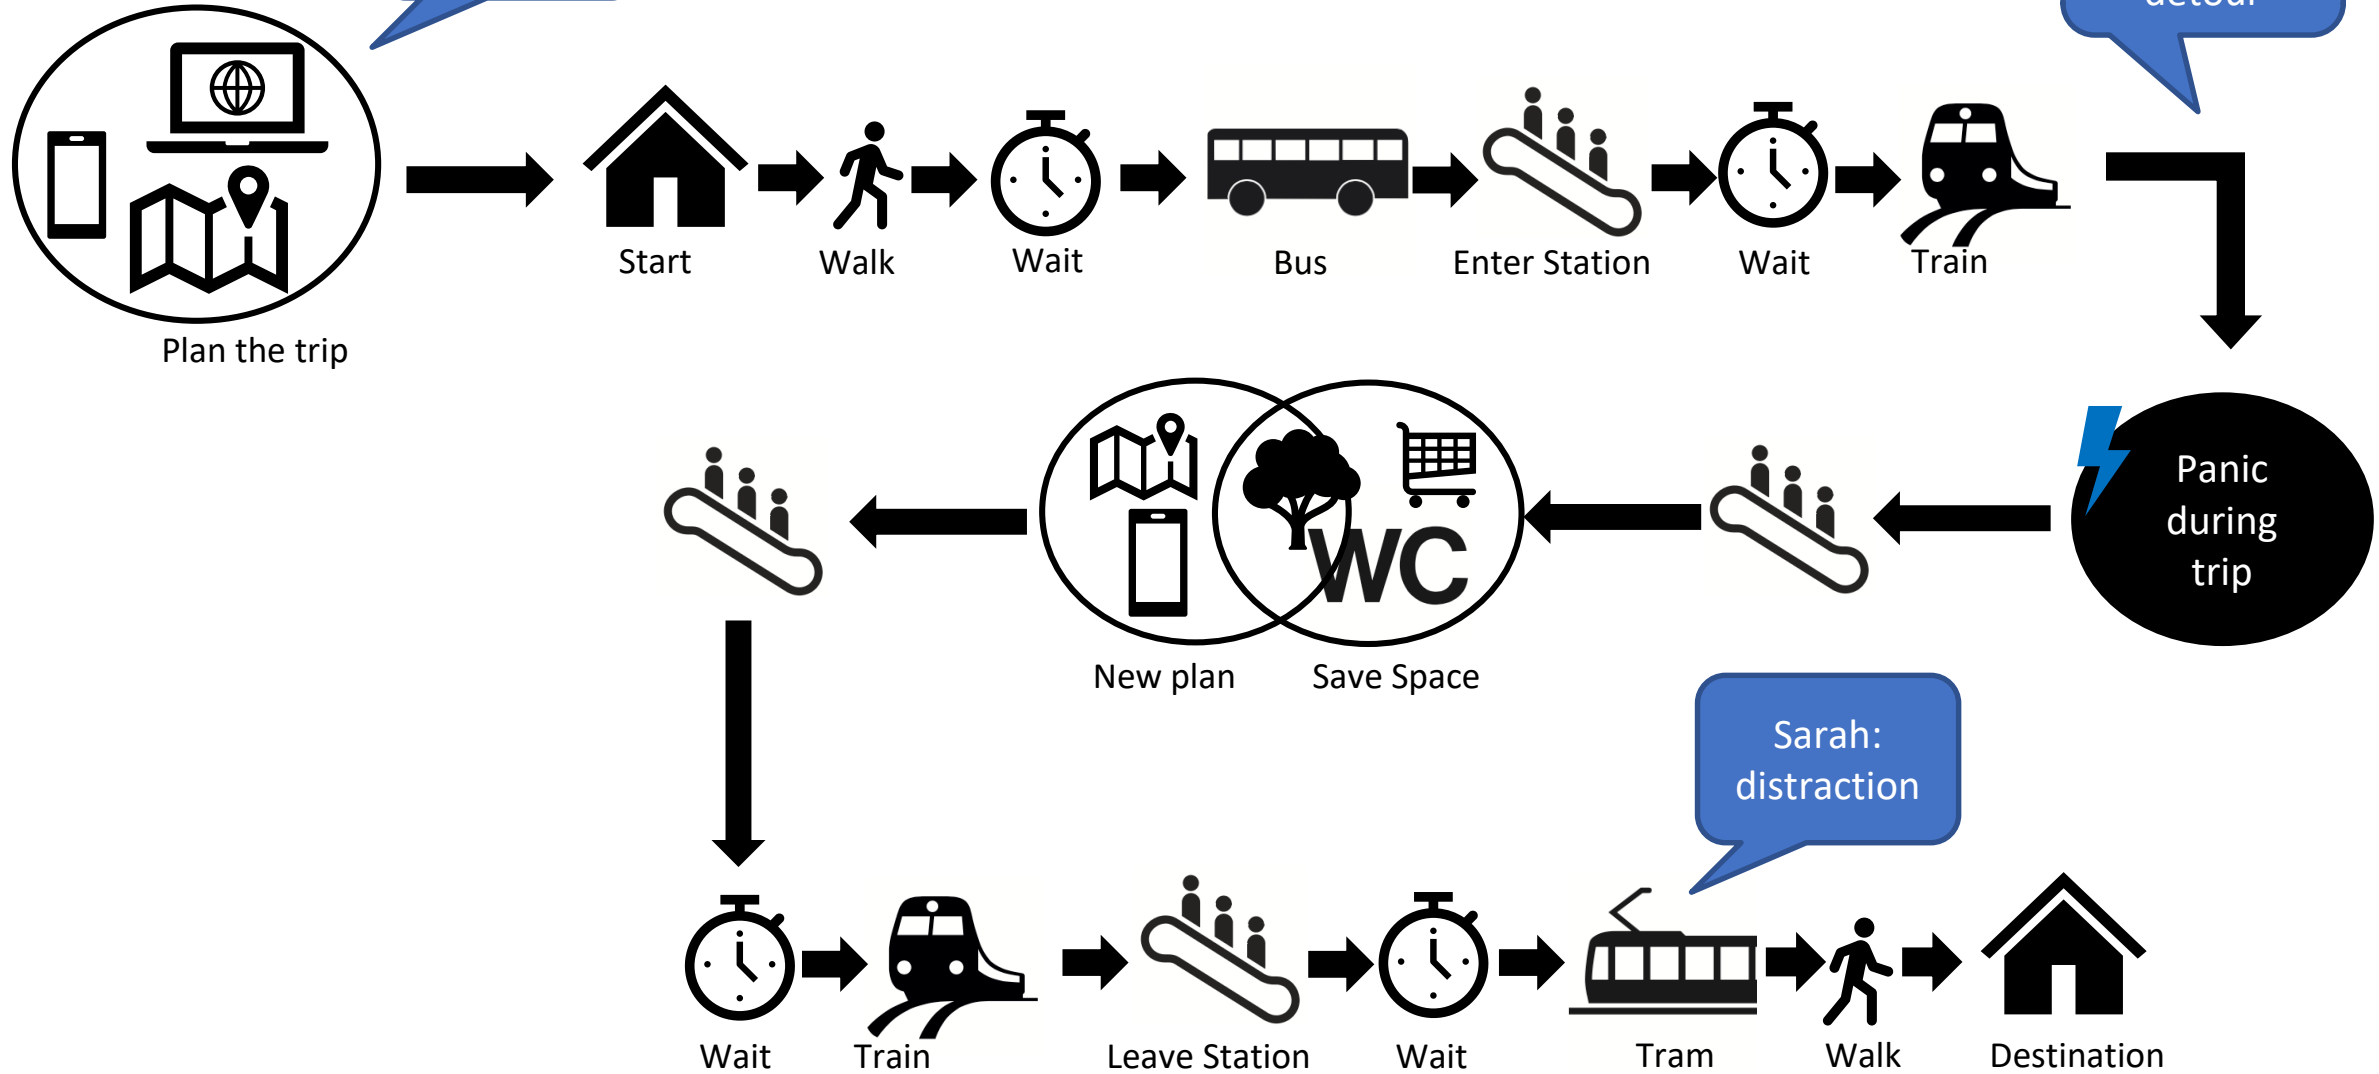 detour
Start
Walk
Wait
Bus
Enter Station
Wait
Train
Plan the trip
Panic
during
trip
WC
New plan
Save Space
Sarah:
distraction
Wait
Train
Leave Station
Wait
Tram
Walk
Destination